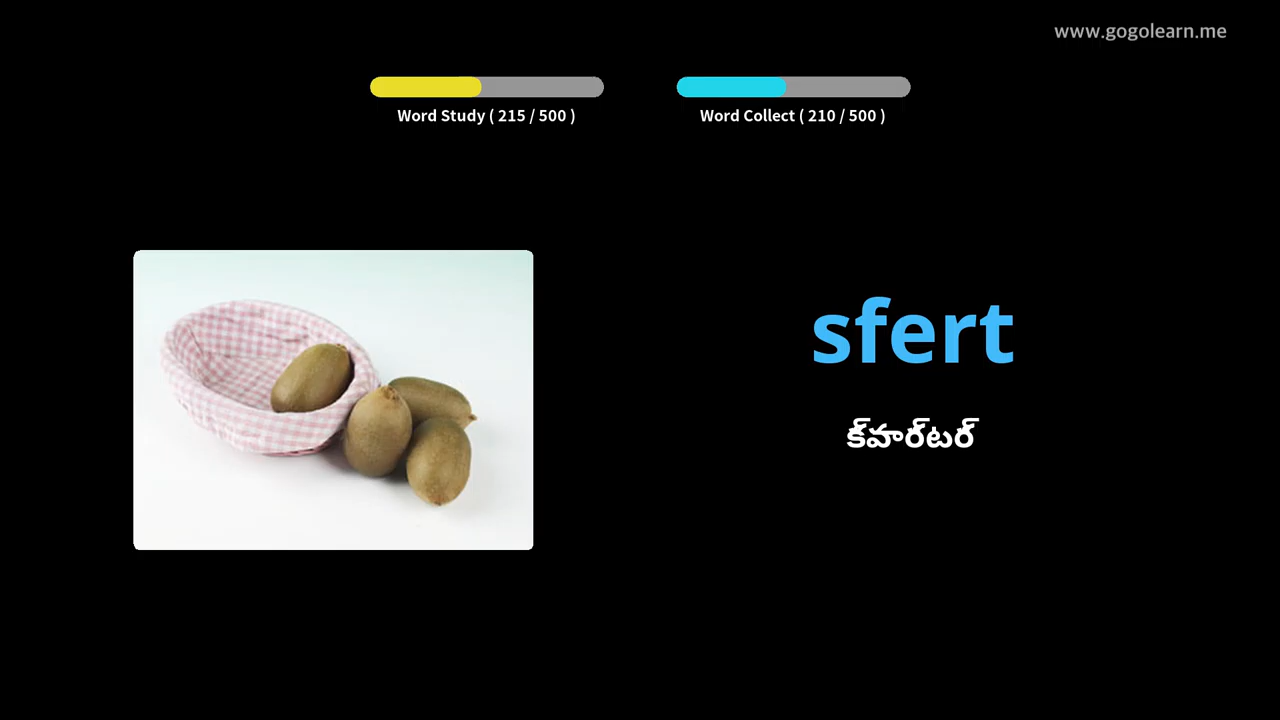 www.gogolearn.me
Word Study ( 215 / 500 )
Word Collect ( 210 / 500 )
sfert
క్‌వార్‌టర్